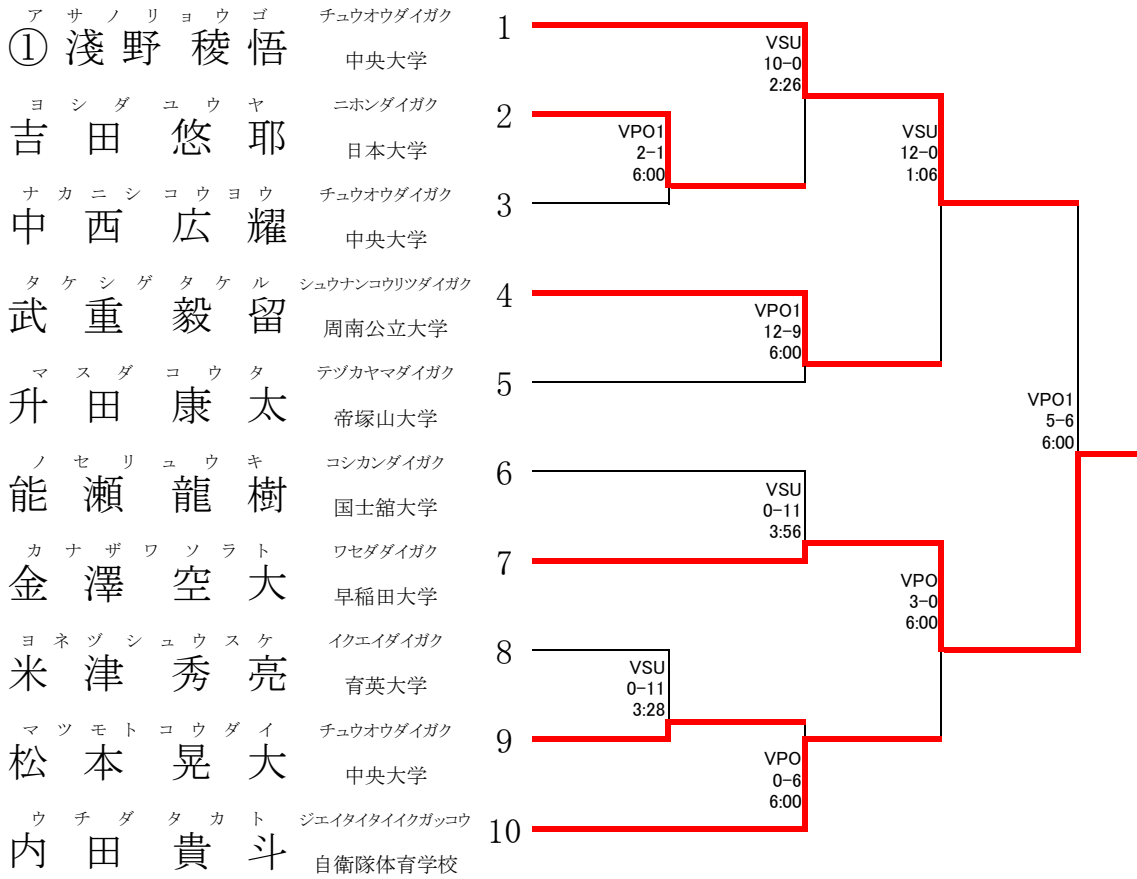 アサノリョウゴ チュウオウダイガク
① 淺野稜悟 中央大学 1
ヨシダユウヤ ニホンダイガク
吉田悠耶 日本大学 2
ナカニシコウヨウ チュウオウダイガク
中西広耀 中央大学 3
タケシゲタケル シュウナンコウリツダイガク
武重毅留 周南公立大学 4
マスダコウタ テヅカヤマダイガク
升田康太 帝塚山大学 5
ノセリュウキ コシカンダイガク
能瀬龍樹 国士舘大学 6
カナザワソラト ワセダダイガク
金澤空大 早稲田大学 7
ヨネヅシュウスケ イクエイダイガク
米津秀亮 育英大学 8
マツモトコウダイ チュウオウダイガク
松本晃大 中央大学 9
ウチダタカト ジエイタイタイイクガッコウ
内田貴斗 自衛隊体育学校 10
VPO1
2-1
6:00
VSU
0-11
3:28
VSU
10-0
2:26
VPO1
12-9
6:00
VSU
0-11
3:56
VPO
0-6
6:00
VSU
12-0
1:06
VPO
3-0
6:00
VPO1
5-6
6:00